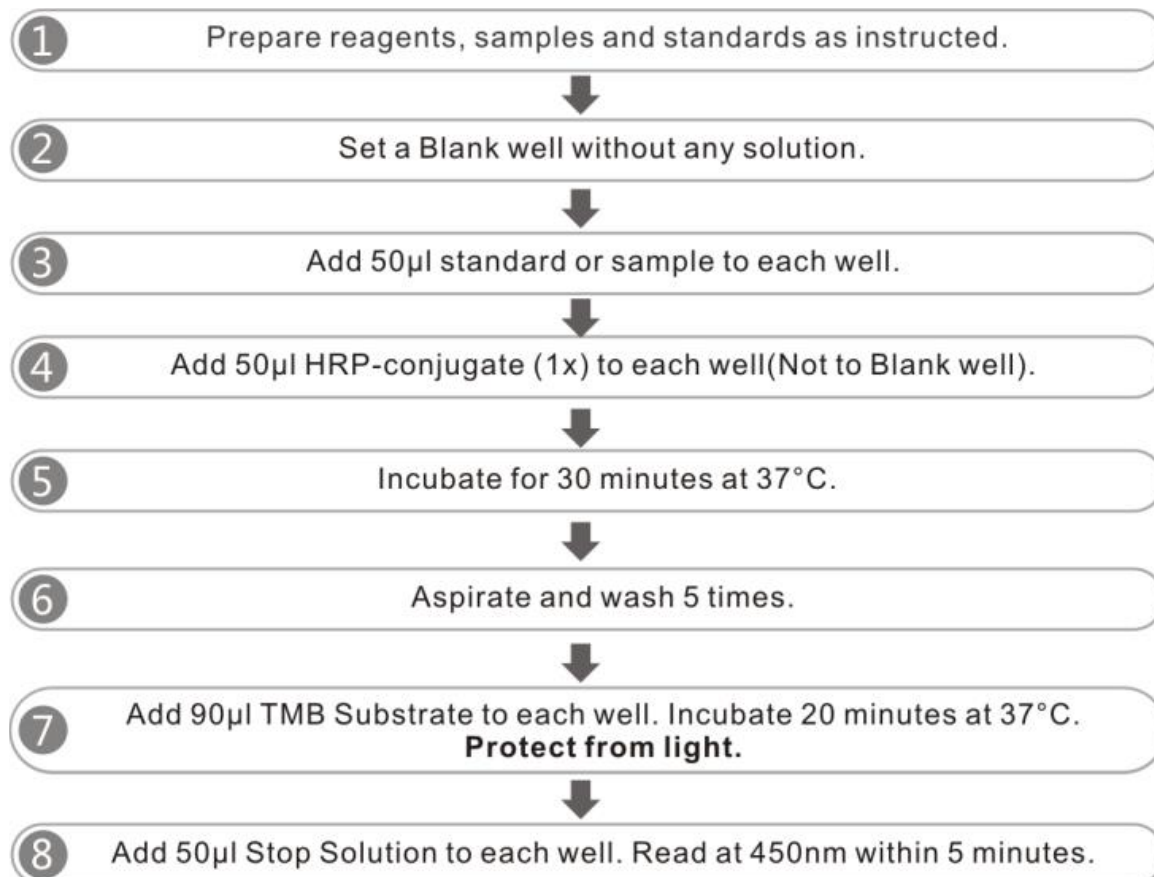 1 Prepare reagents, samples and standards as instructed.
2 Set a Blank well without any solution.
3 Add 50µl standard or sample to each well.
4 Add 50µl HRP-conjugate (1x) to each well(Not to Blank well).
5 Incubate for 30 minutes at 37°C.
6 Aspirate and wash 5 times.
7 Add 90µl TMB Substrate to each well. Incubate 20 minutes at 37°C.
Protect from light.
8 Add 50µl Stop Solution to each well. Read at 450nm within 5 minutes.